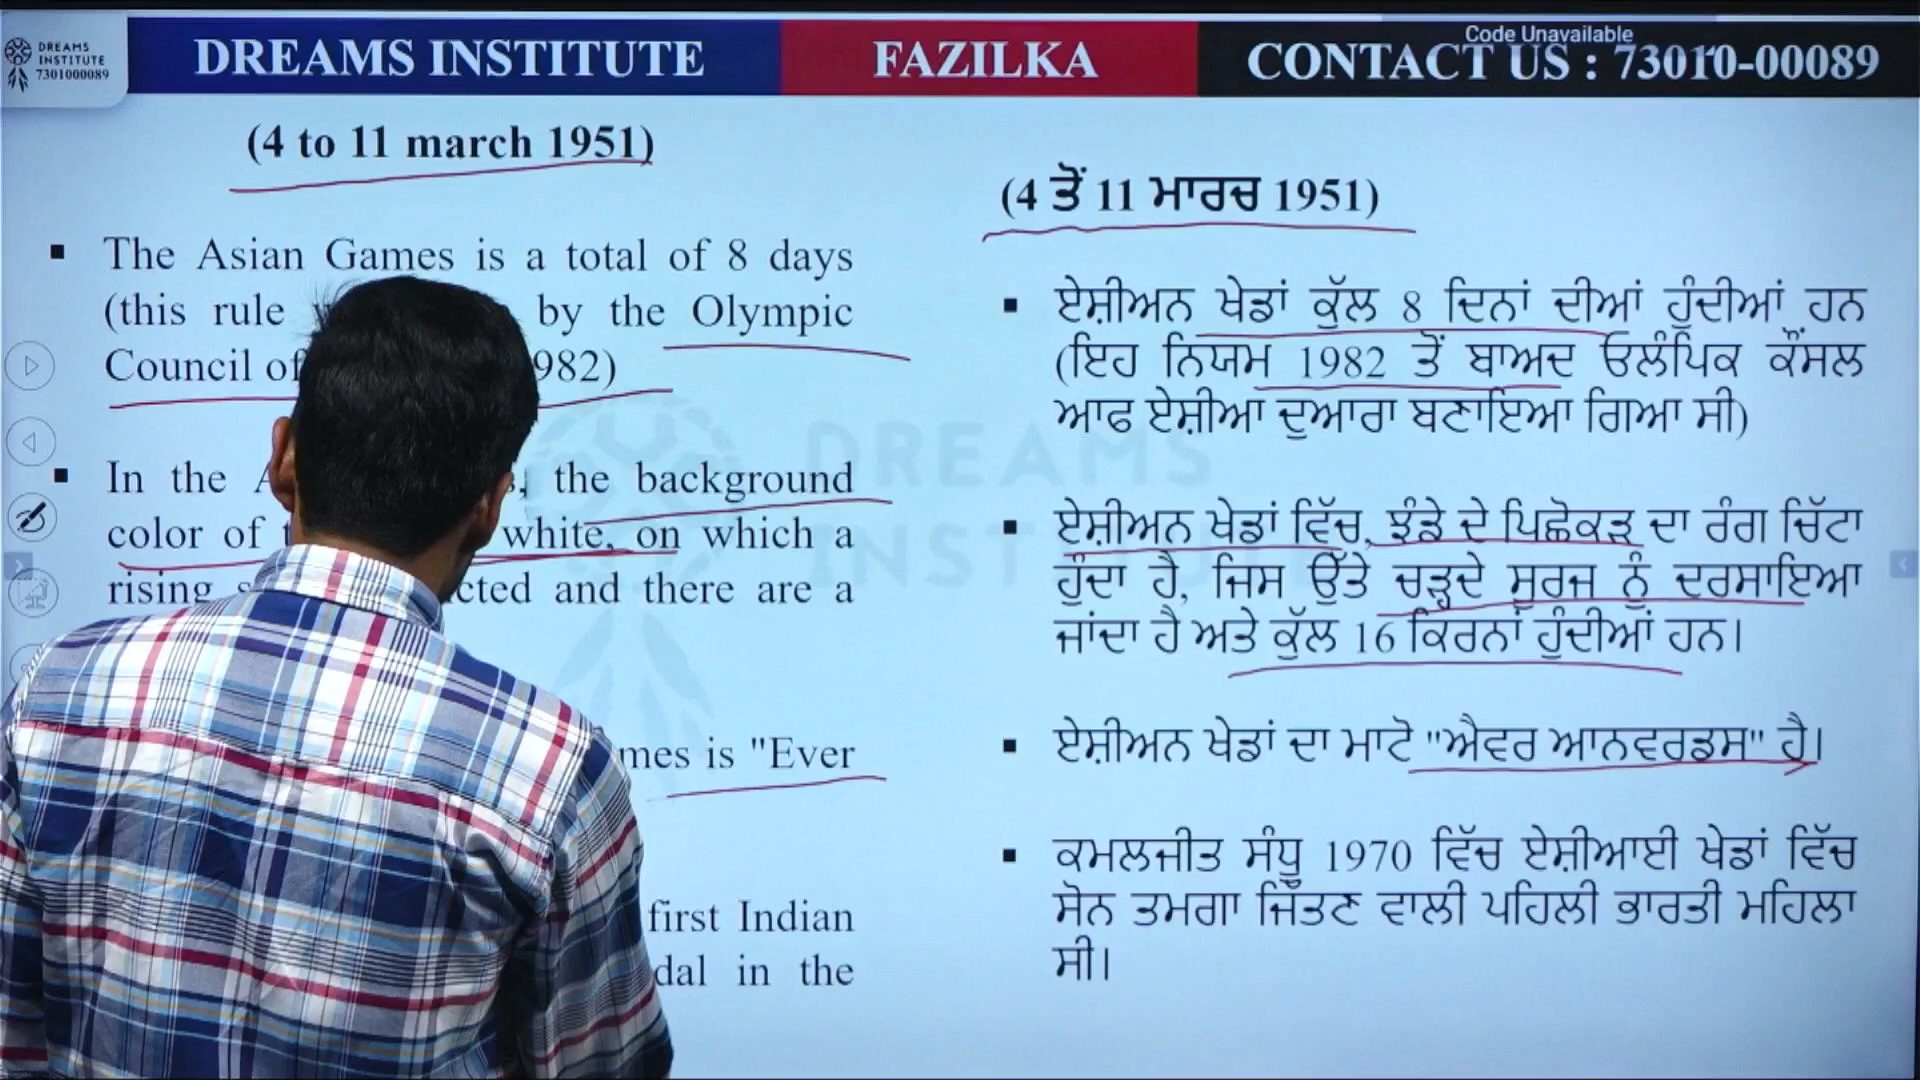 DREAMS
INSTITUTE
7301000089
DREAMS INSTITUTE
FAZILKA
Code Unavailable
CONTACT US : 73010-00089
(4 to 11 march 1951)
The Asian Games is a total of 8 days
(this rule by the Olympic
Council of 982)
In the the background
color of white, on which a
rising cted and there are a
mes is "Ever
first Indian
dal in the
(4 ਤੋਂ 11 ਮਾਰਚ 1951)
ਏਸ਼ੀਅਨ ਖੇਡਾਂ ਕੁੱਲ 8 ਦਿਨਾਂ ਦੀਆਂ ਹੁੰਦੀਆਂ ਹਨ
(ਇਹ ਨਿਯਮ 1982 ਤੋਂ ਬਾਅਦ ਓਲੰਪਿਕ ਕੌਂਸਲ
ਆਫ ਏਸ਼ੀਆ ਦੁਆਰਾ ਬਣਾਇਆ ਗਿਆ ਸੀ)
ਏਸ਼ੀਅਨ ਖੇਡਾਂ ਵਿੱਚ, ਝੰਡੇ ਦੇ ਪਿਛੋਕੜ ਦਾ ਰੰਗ ਚਿੱਟਾ
ਹੁੰਦਾ ਹੈ, ਜਿਸ ਉੱਤੇ ਚੜ੍ਹਦੇ ਸੂਰਜ ਨੂੰ ਦਰਸਾਇਆ
ਜਾਂਦਾ ਹੈ ਅਤੇ ਕੁੱਲ 16 ਕਿਰਨਾਂ ਹੁੰਦੀਆਂ ਹਨ।
ਏਸ਼ੀਅਨ ਖੇਡਾਂ ਦਾ ਮਾਟੋ "ਐਵਰ ਆਨਵਰਡਸ" ਹੈ।
ਕਮਲਜੀਤ ਸੰਧੂ 1970 ਵਿੱਚ ਏਸ਼ੀਆਈ ਖੇਡਾਂ ਵਿੱਚ
ਸੋਨ ਤਮਗਾ ਜਿੱਤਣ ਵਾਲੀ ਪਹਿਲੀ ਭਾਰਤੀ ਮਹਿਲਾ
ਸੀ।
DREAMS
INSTITU